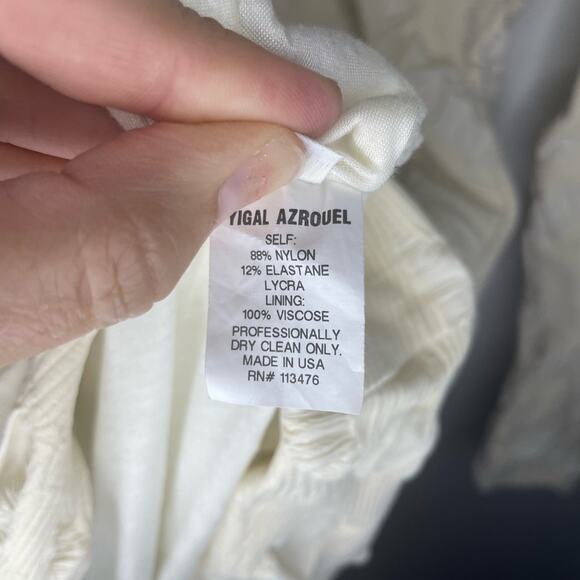 YIGAL AZROUEL
SELF:
88% NYLON
12% ELASTANE
LYCRA
LINING:
100% VISCOSE
PROFESSIONALLY
DRY CLEAN ONLY.
MADE IN USA
RN# 113476